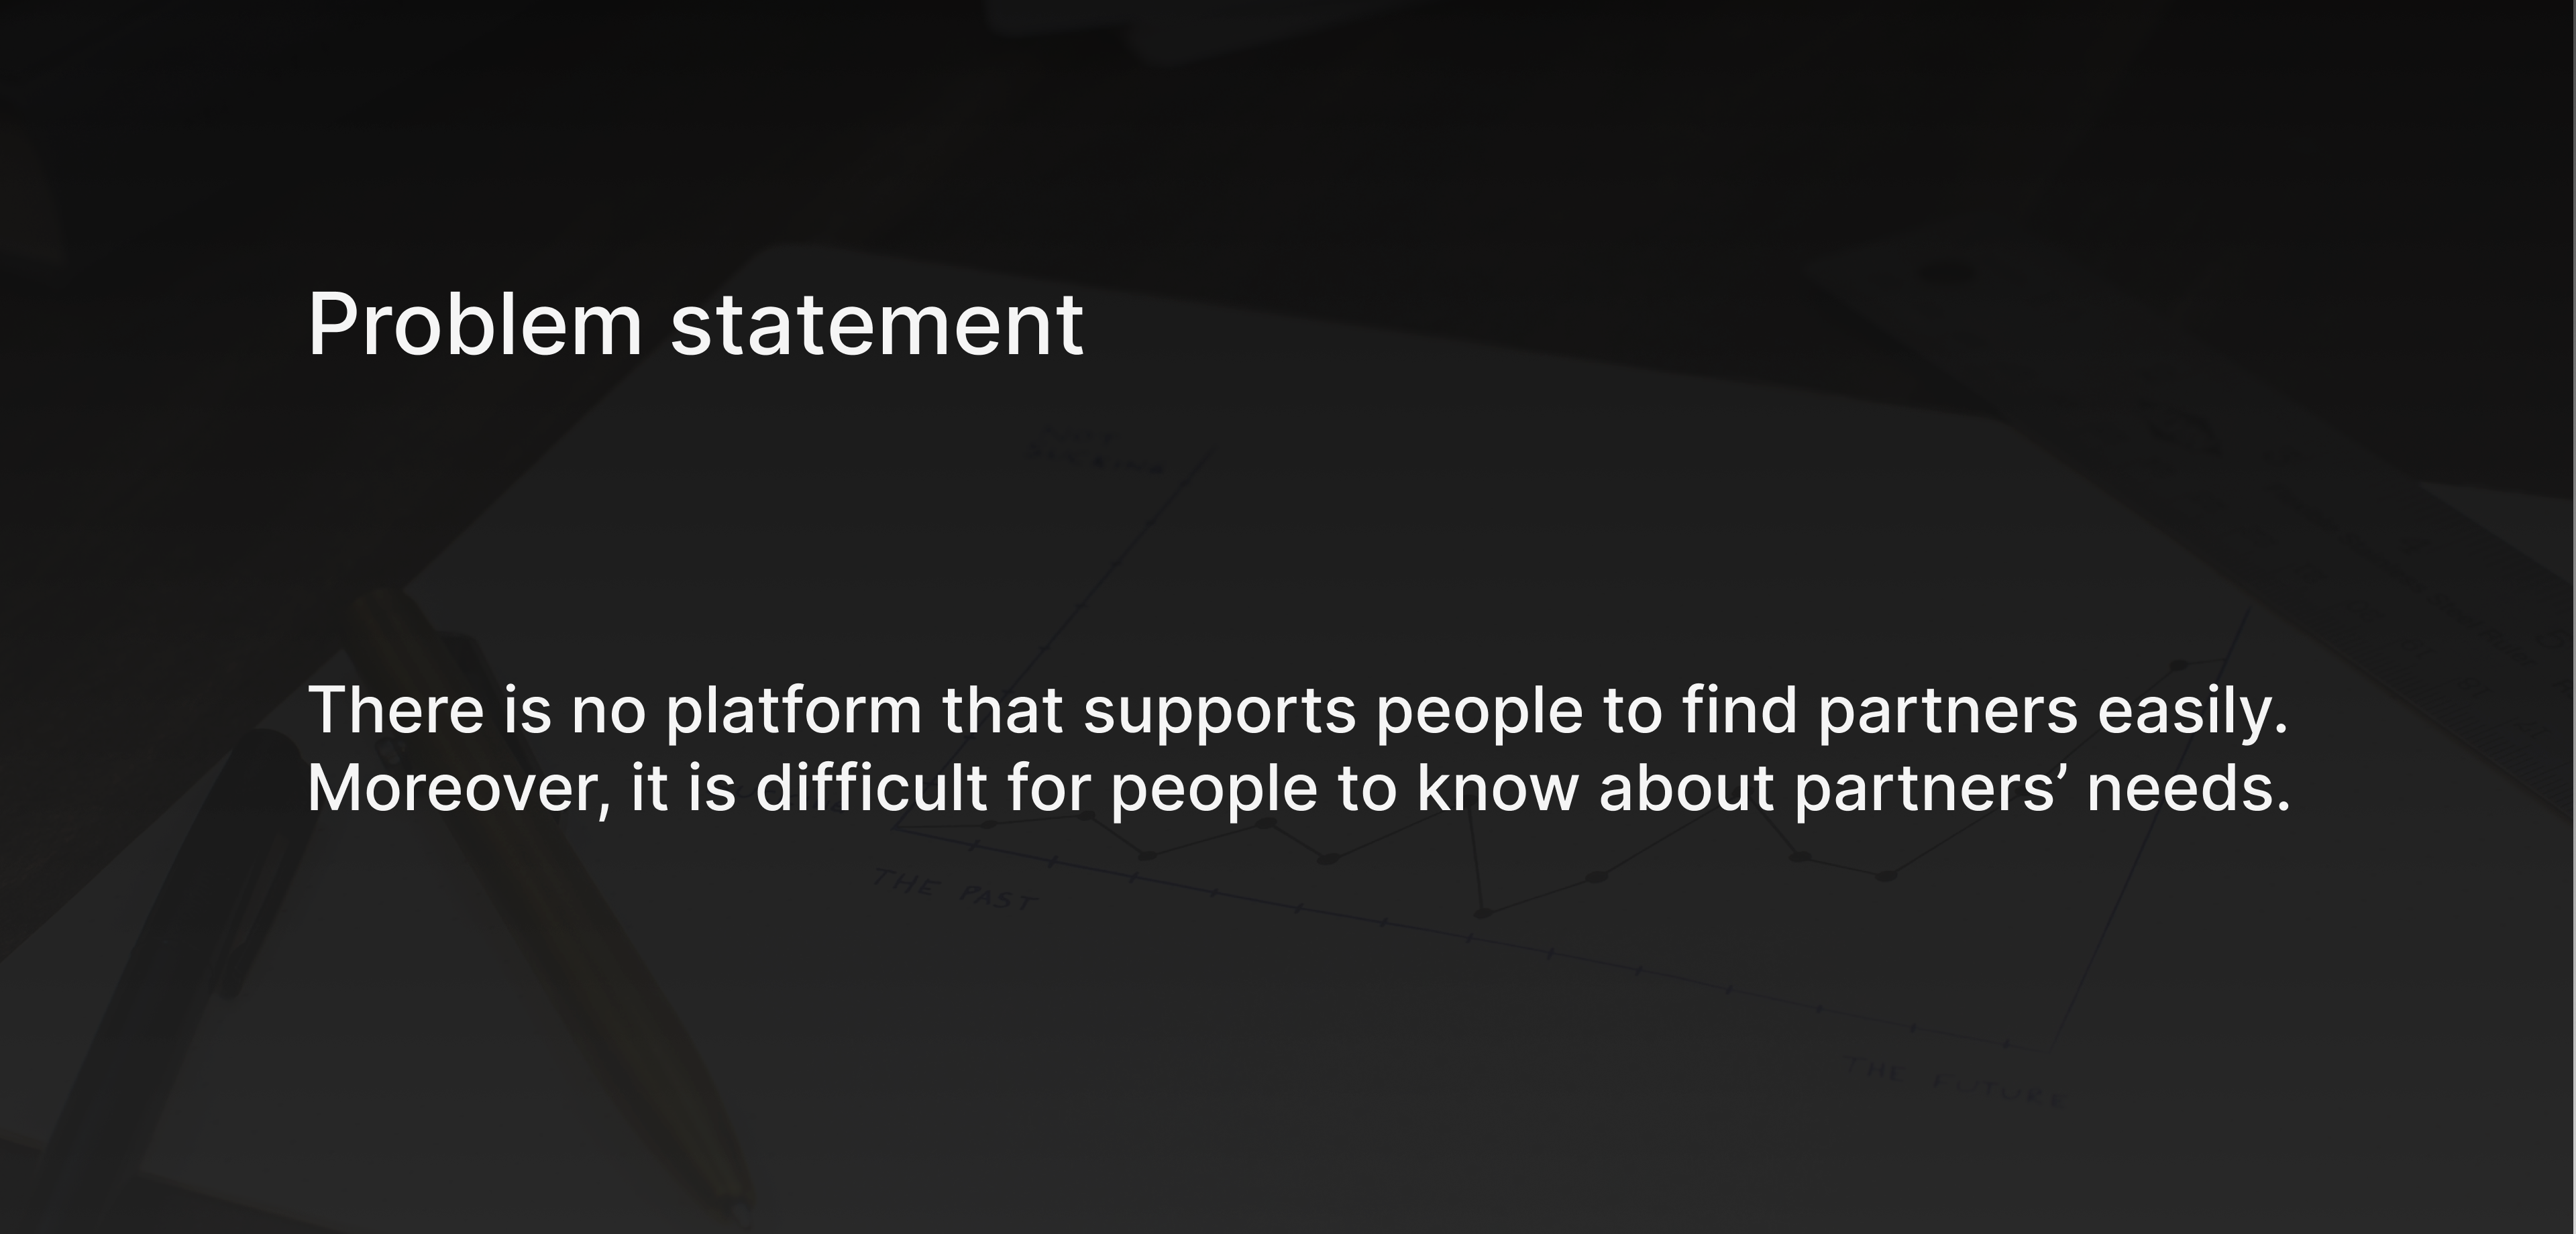 Problem statement
There is no platform that supports people to find partners easily.
Moreover, it is difficult for people to know about partners’ needs.
THE PAST
THE FUTURE